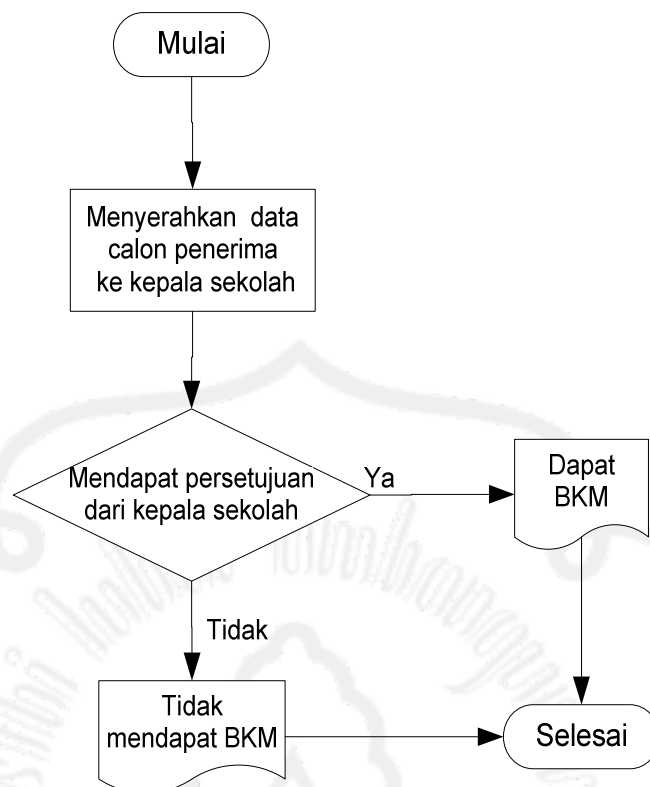 Mulai
Menyerahkan data
calon penerima
ke kepala sekolah
Mendapat persetujuan
dari kepala sekolah
Ya
Dapat
BKM
Tidak
Tidak
mendapat BKM
Selesai